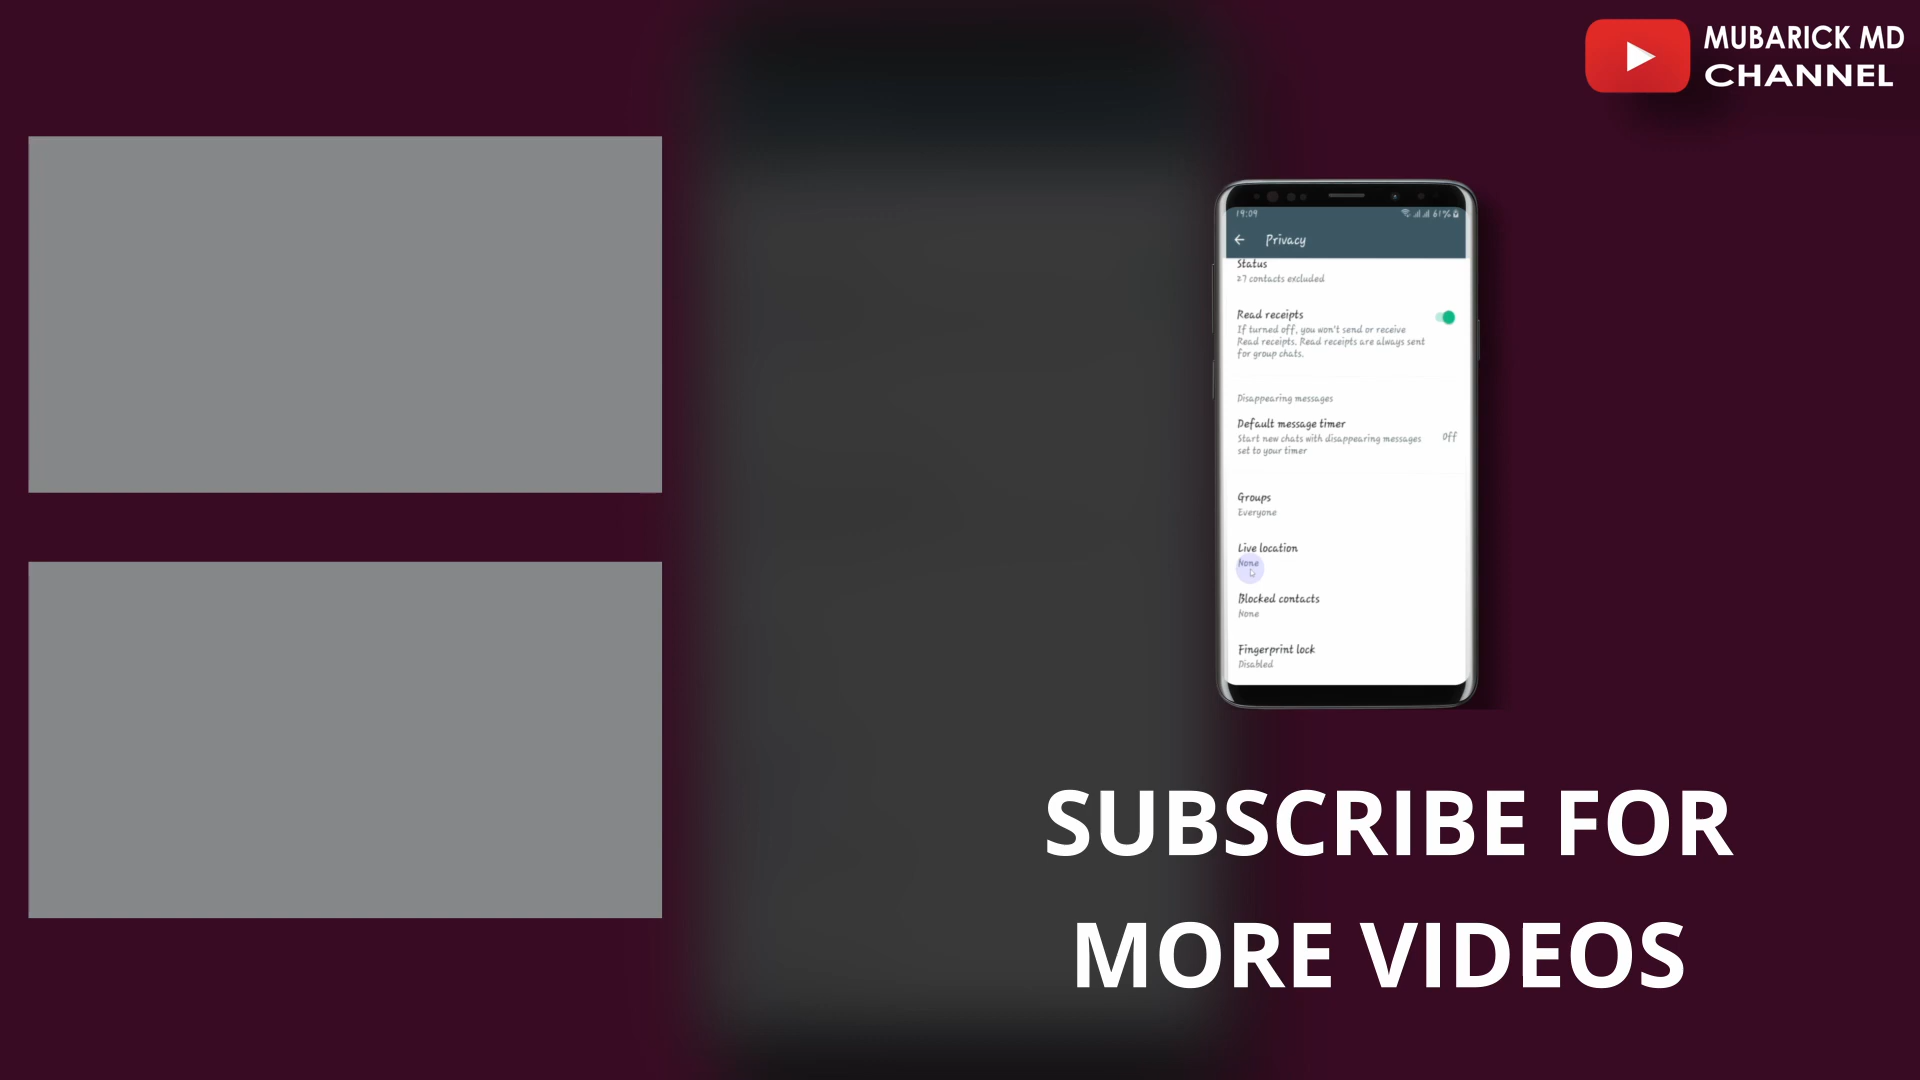 MUBARICK MD
CHANNEL
19:09
61%
Privacy
Status
27 contacts excluded
Read receipts
If turned off, you won't send or receive
Read receipts. Read receipts are always sent
for group chats.
Disappearing messages
Default message timer
Start new chats with disappearing messages
set to your timer
Off
Groups
Everyone
Live location
None
Blocked contacts
None
Fingerprint lock
Disabled
SUBSCRIBE FOR
MORE VIDEOS